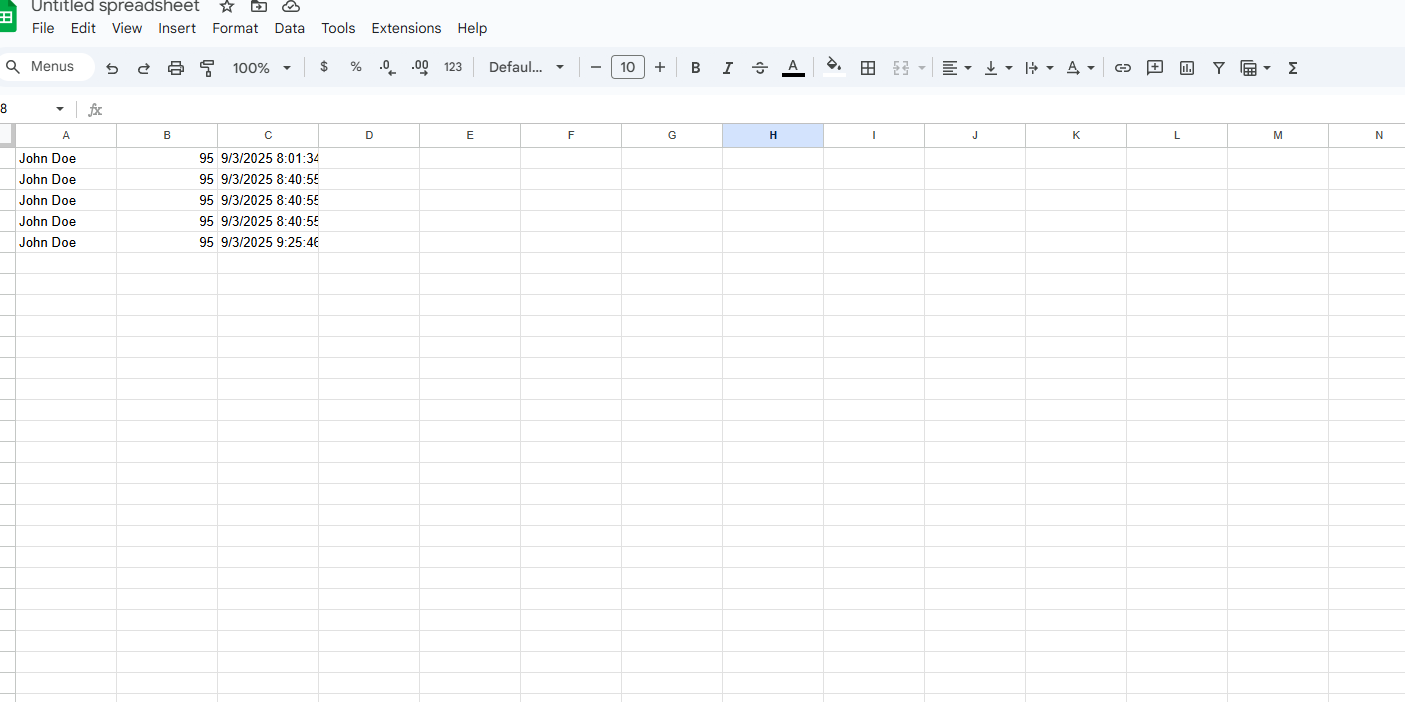 Untitled spreadsheet
File Edit View Insert Format Data Tools Extensions Help
Menus 100% $ % .0 .00 123 Defaul... 10 B I A A
8 fx
A B C D E F G H I J K L M N
John Doe 95 9/3/2025 8:01:34
John Doe 95 9/3/2025 8:40:55
John Doe 95 9/3/2025 8:40:55
John Doe 95 9/3/2025 8:40:55
John Doe 95 9/3/2025 9:25:46